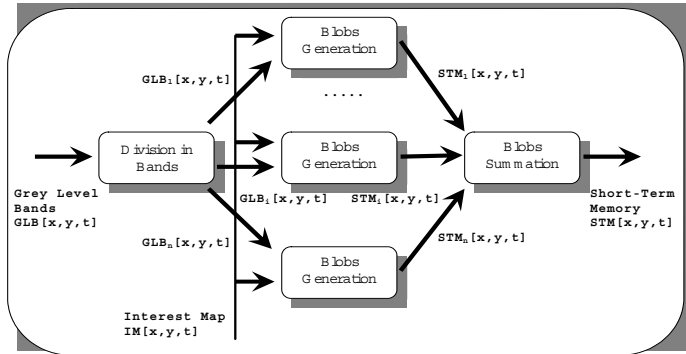 Blobs
Generation
GLB₁[x,y,t]
STM₁[x,y,t]
.....
Division in
Bands
Blobs
Generation
Blobs
Summation
Grey Level
Bands
GLB[x,y,t]
GLBᵢ[x,y,t]
STMᵢ[x,y,t]
Short-Term
Memory
STM[x,y,t]
GLBₙ[x,y,t]
STMₙ[x,y,t]
Blobs
Generation
Interest Map
IM[x,y,t]